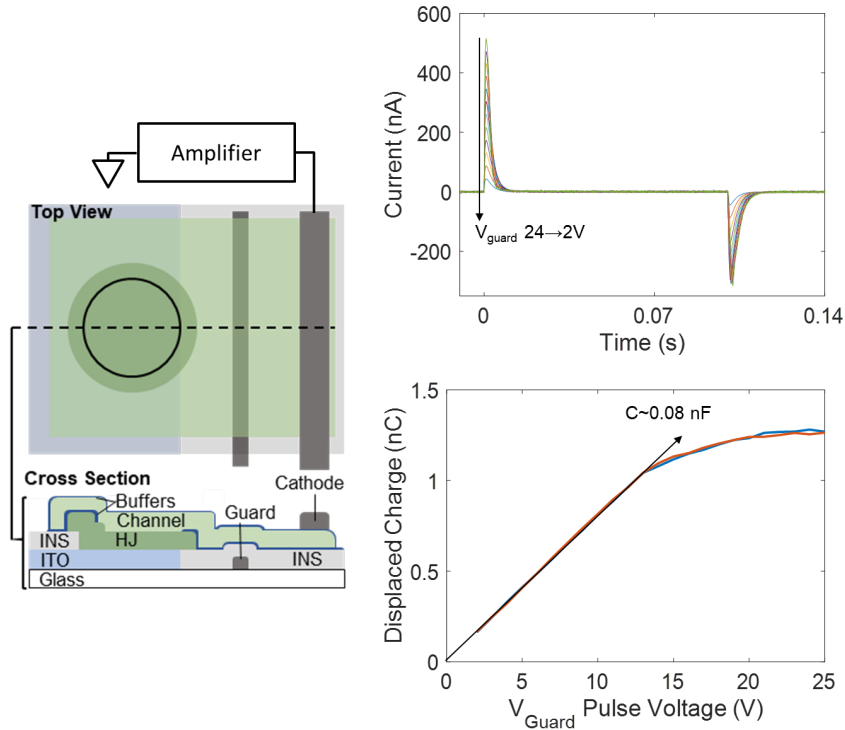 Amplifier
Top View
Cross Section
Cathode
Buffers
Channel
Guard
INS
HJ
ITO
INS
Glass
600
400
200
0
-200
Current (nA)
Vguard 24→2V
0
0.07
0.14
Time (s)
1.5
1
0.5
0
Displaced Charge (nC)
C~0.08 nF
0
5
10
15
20
25
VGuard Pulse Voltage (V)